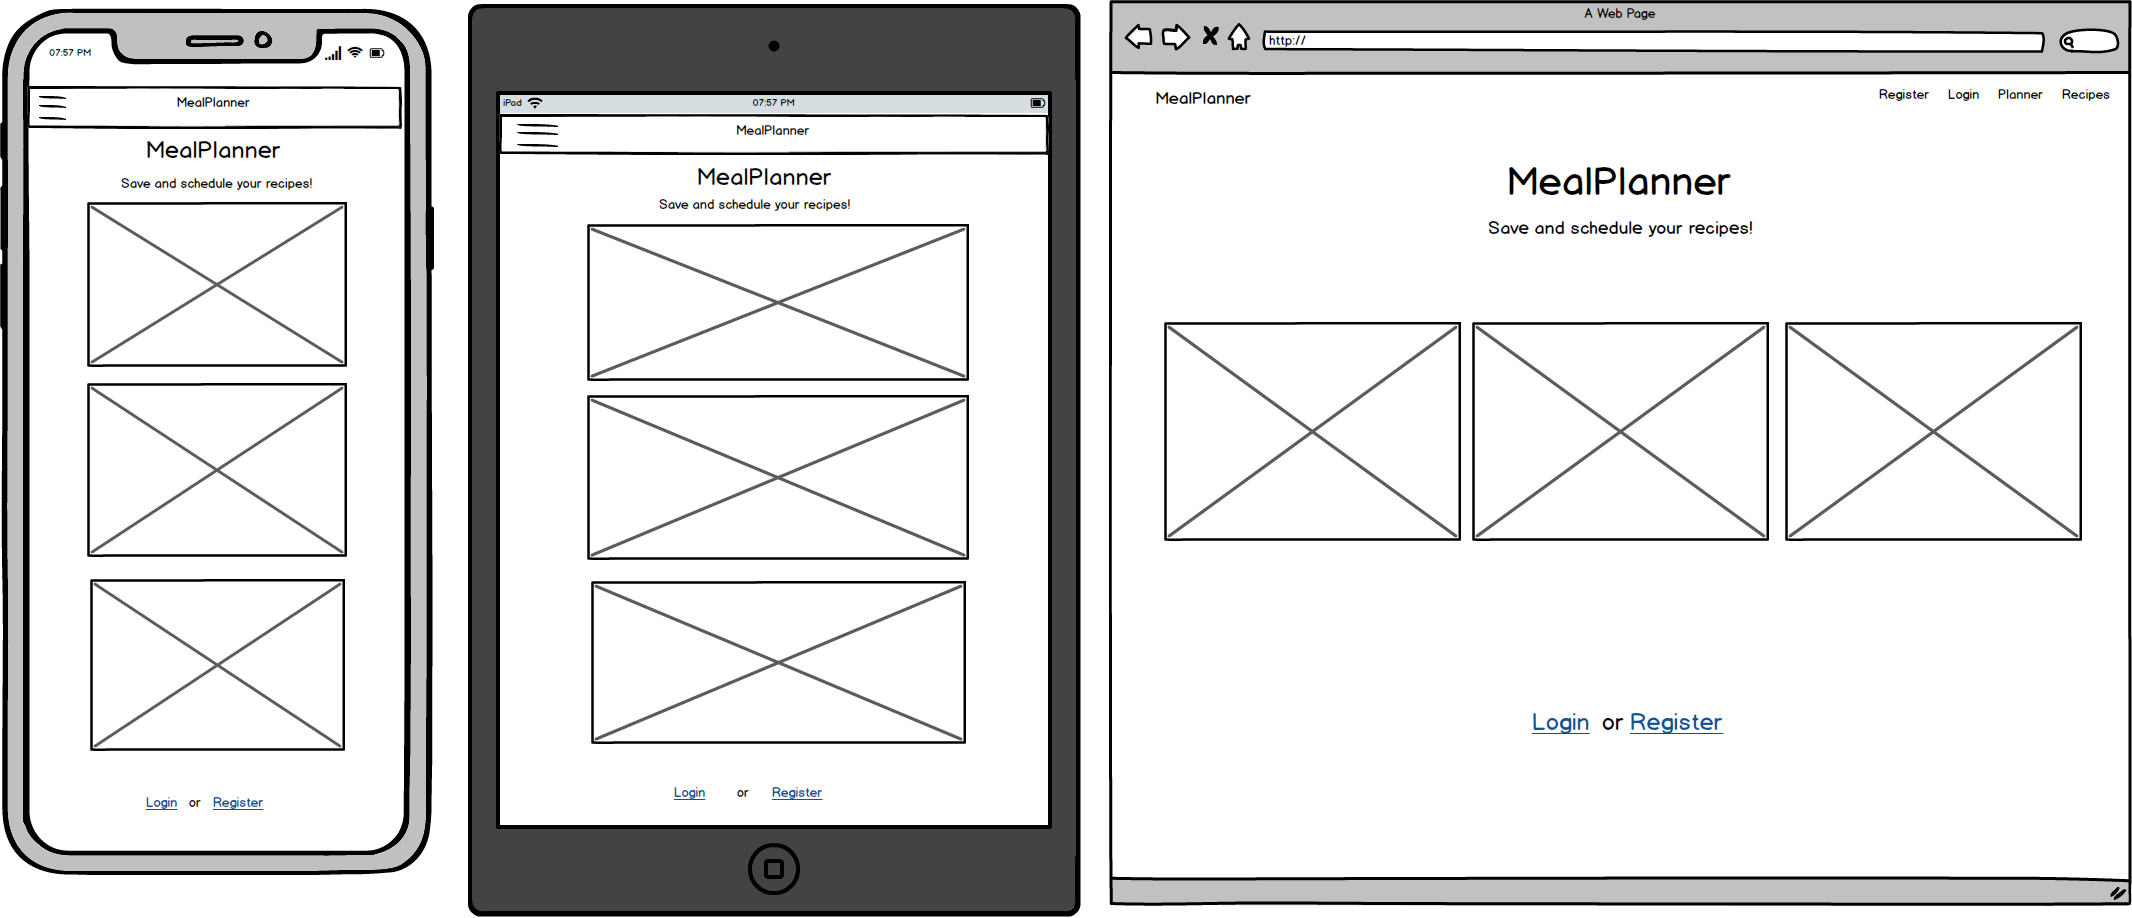 07:57 PM
MealPlanner
MealPlanner
Save and schedule your recipes!
Login or Register
iPad
07:57 PM
MealPlanner
MealPlanner
Save and schedule your recipes!
Login or Register
A Web Page
http://
MealPlanner
Register Login Planner Recipes
MealPlanner
Save and schedule your recipes!
Login or Register